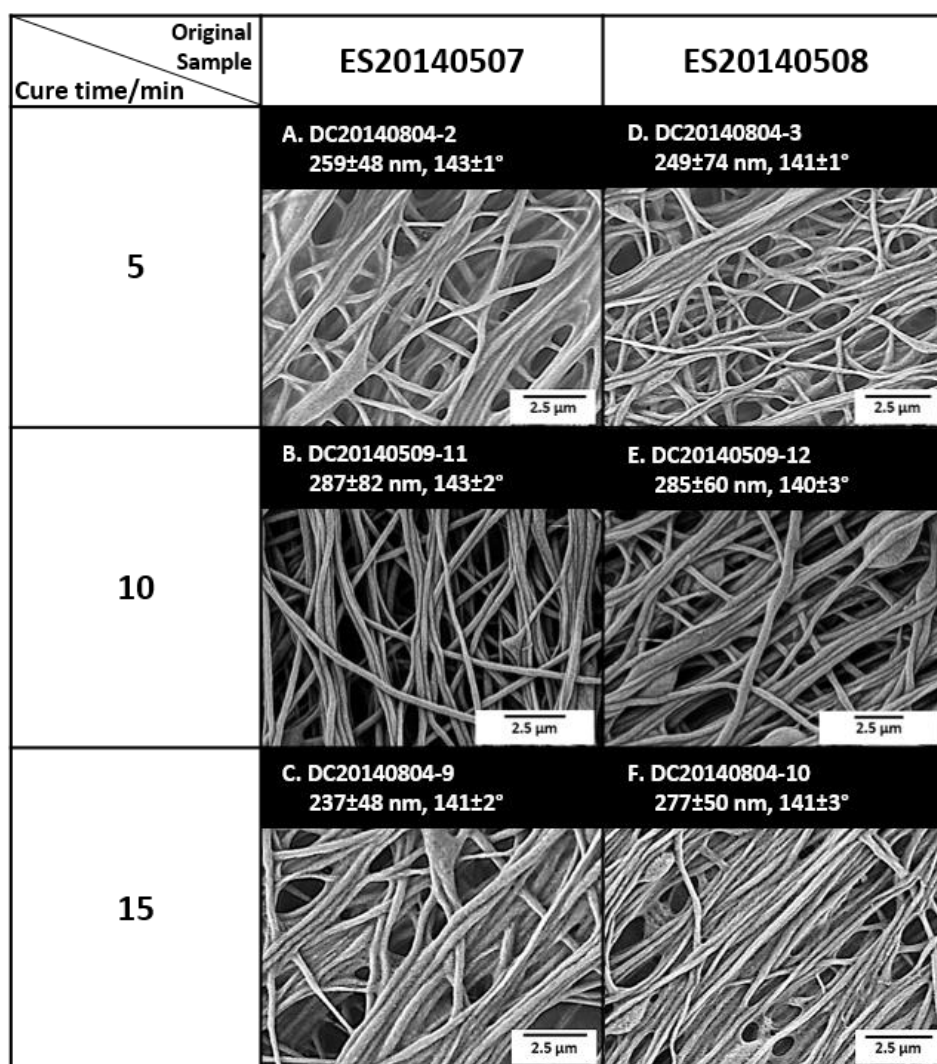 Original
Sample
Cure time/min
ES20140507
ES20140508
5
A. DC20140804-2
259±48 nm, 143±1°
2.5 µm
D. DC20140804-3
249±74 nm, 141±1°
2.5 µm
10
B. DC20140509-11
287±82 nm, 143±2°
2.5 µm
E. DC20140509-12
285±60 nm, 140±3°
2.5 µm
15
C. DC20140804-9
237±48 nm, 141±2°
2.5 µm
F. DC20140804-10
277±50 nm, 141±3°
2.5 µm